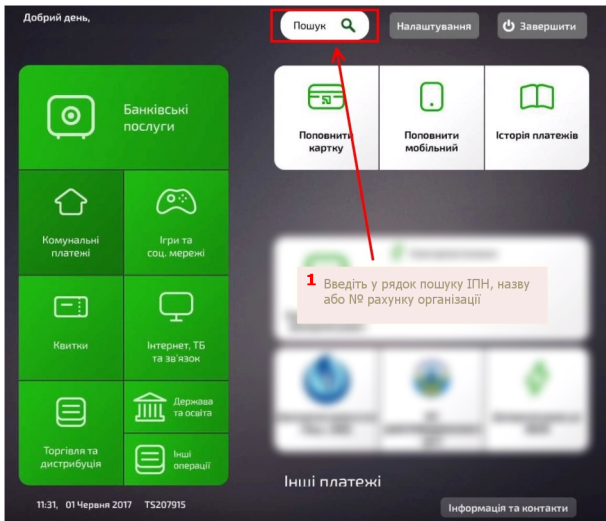 Добрий день,
Пошук
Налаштування
Завершити
Банківські
послуги
Комунальні
платежі
Ігри та
соц. мережі
Квитки
Інтернет, ТБ
та зв'язок
Торгівля та
дистрибуція
Держава
та освіта
Інші
операції
Поповнити
картку
Поповнити
мобільний
Історія платежів
1 Введіть у рядок пошуку ІПН, назву
або № рахунку організації
Інші платежі
11:31, 01 Червня 2017 TS207915
Інформація та контакти